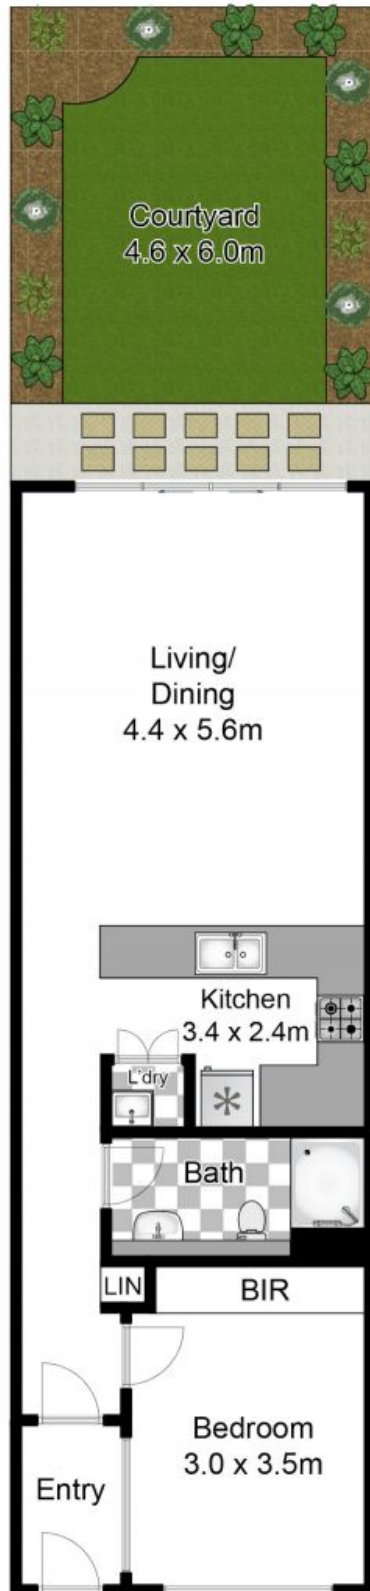 Courtyard
4.6 x 6.0m
Living/
Dining
4.4 x 5.6m
Kitchen
3.4 x 2.4m
L'dry
Bath
LIN
BIR
Bedroom
3.0 x 3.5m
Entry